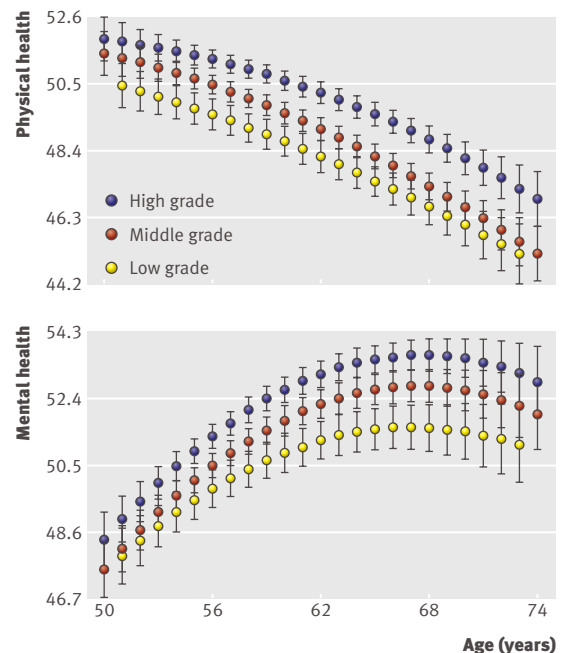 Physical health
52.6
50.5
48.4
46.3
44.2
High grade
Middle grade
Low grade
Mental health
54.3
52.4
50.5
48.6
46.7
50 56 62 68 74
Age (years)